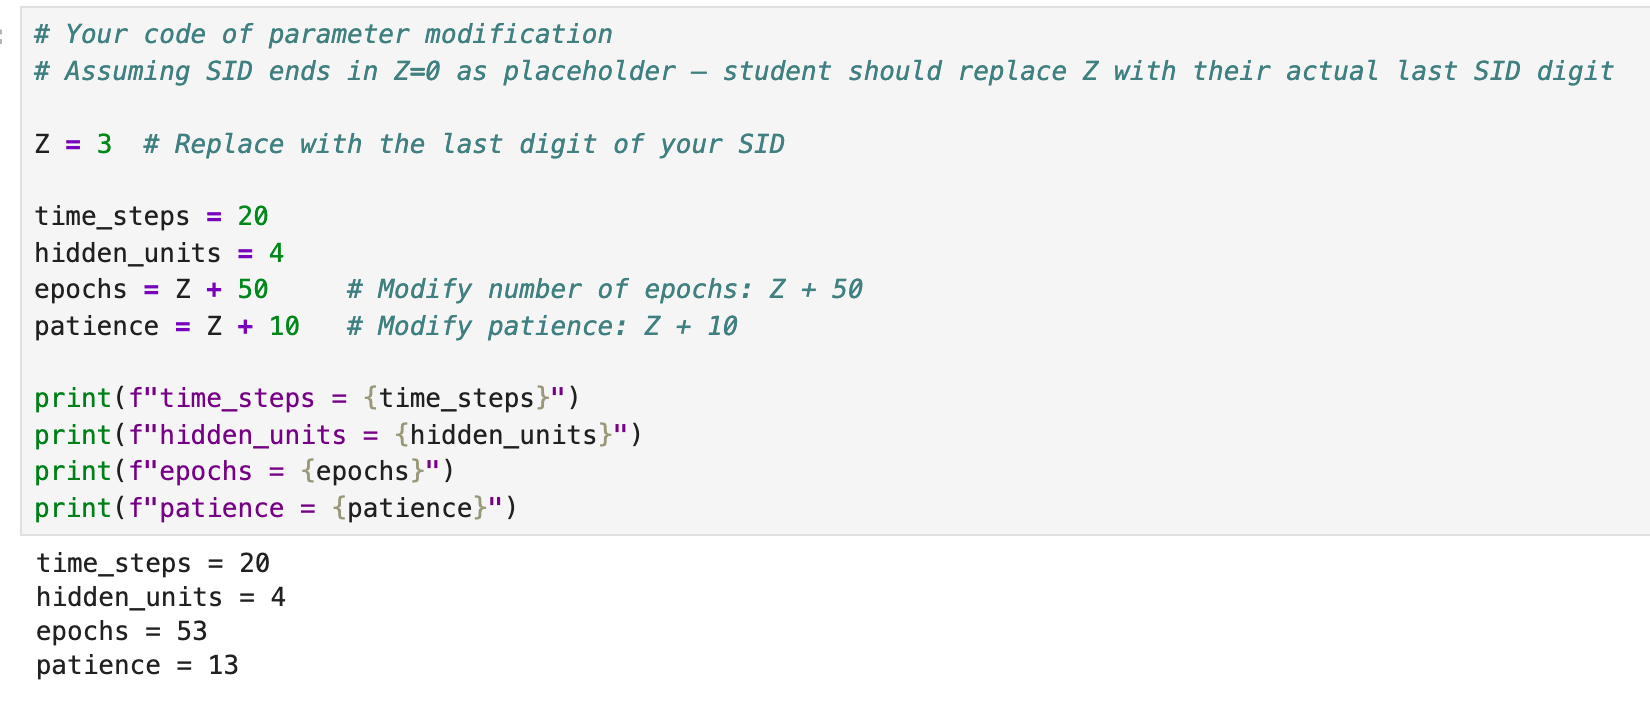 # Your code of parameter modification
# Assuming SID ends in Z=0 as placeholder — student should replace Z with their actual last SID digit
Z = 3  # Replace with the last digit of your SID
time_steps = 20
hidden_units = 4
epochs = Z + 50     # Modify number of epochs: Z + 50
patience = Z + 10   # Modify patience: Z + 10
print(f"time_steps = {time_steps}")
print(f"hidden_units = {hidden_units}")
print(f"epochs = {epochs}")
print(f"patience = {patience}")
time_steps = 20
hidden_units = 4
epochs = 53
patience = 13